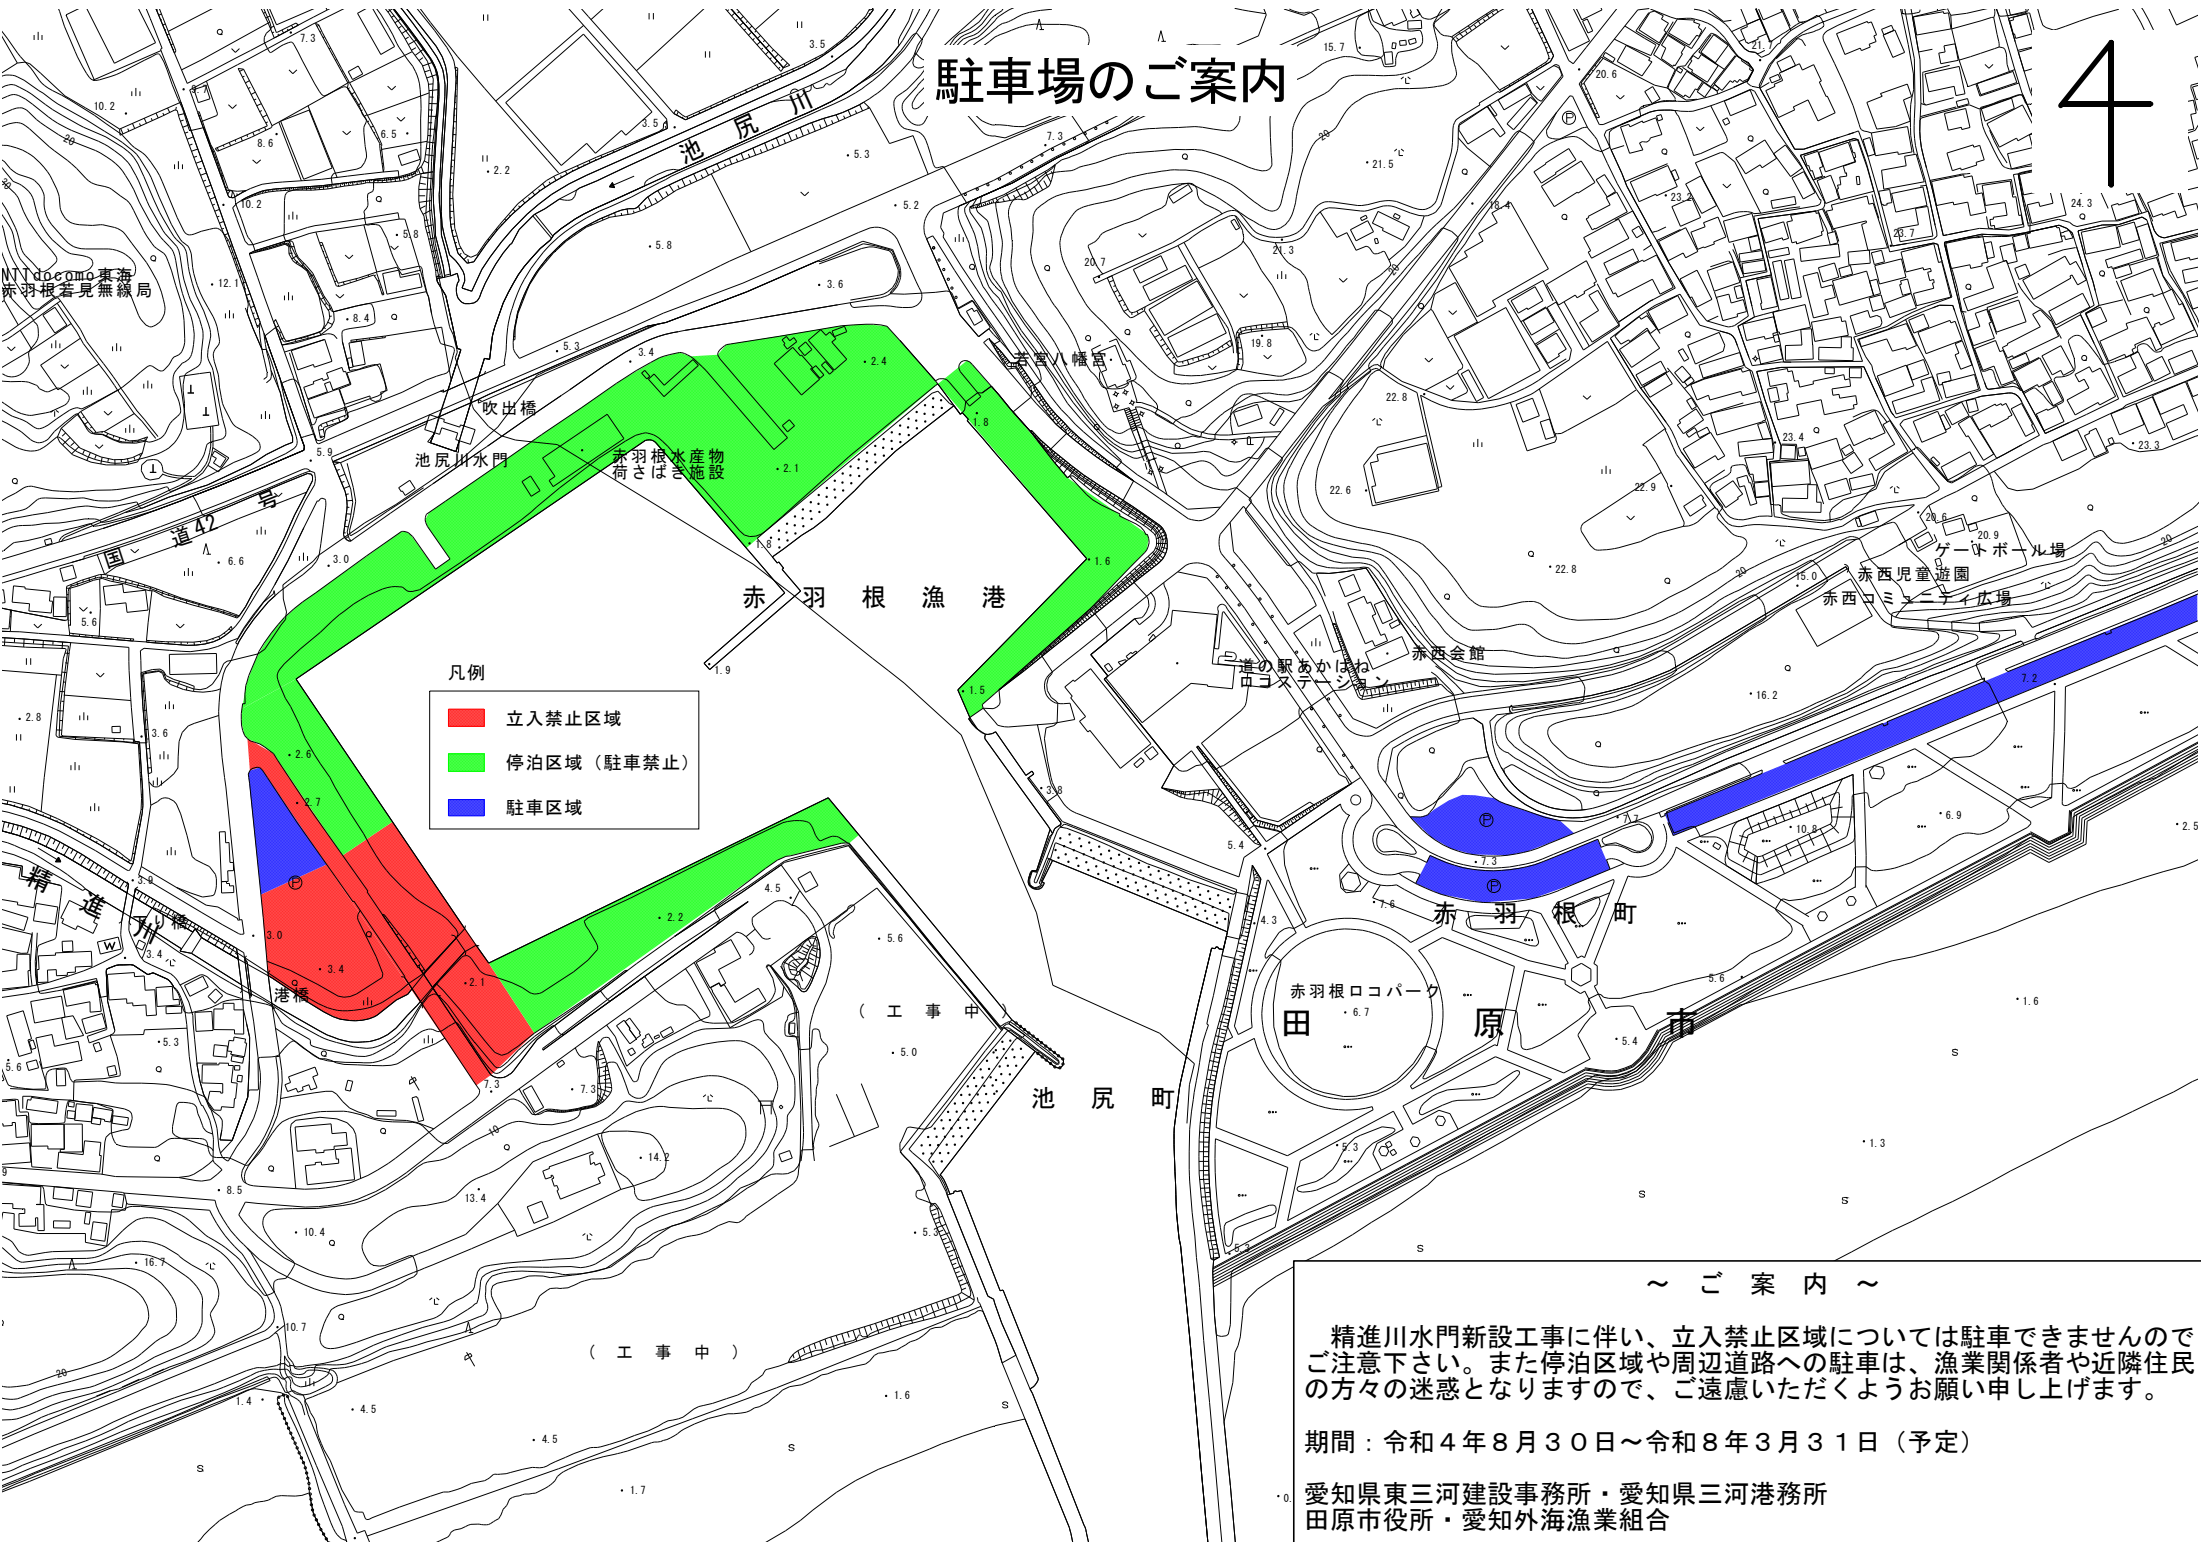 駐車場のご案内
池尻川
NTTdocomo東海
赤羽根若見無線局
若宮八幡宮
吹出橋
池尻川水門
赤羽根水産物
荷さばき施設
国道42号
赤羽根漁港
ゲートボール場
赤西児童遊園
赤西コミュニティ広場
赤西会館
道の駅あかばね
ロコステーション
凡例
立入禁止区域
停泊区域（駐車禁止）
駐車区域
精進川
下り橋
港橋
赤羽根町
赤羽根ロコパーク
田原市
（工事中）
池尻町
（工事中）
～ ご 案 内 ～
精進川水門新設工事に伴い、立入禁止区域については駐車できませんので
ご注意下さい。また停泊区域や周辺道路への駐車は、漁業関係者や近隣住民
の方々の迷惑となりますので、ご遠慮いただくようお願い申し上げます。
期間：令和４年８月３０日～令和８年３月３１日（予定）
愛知県東三河建設事務所・愛知県三河港務所
田原市役所・愛知外海漁業組合